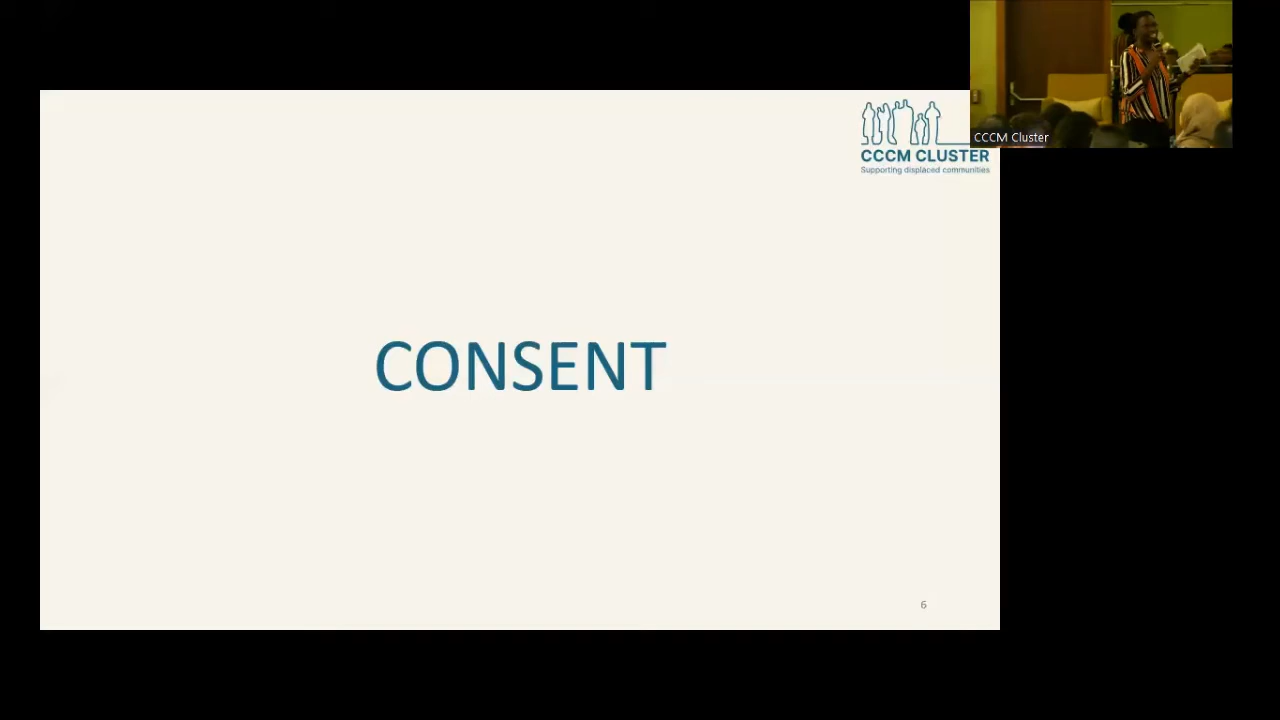 CCCM CLUSTER
Supporting displaced communities
CCCM Cluster
CONSENT
6